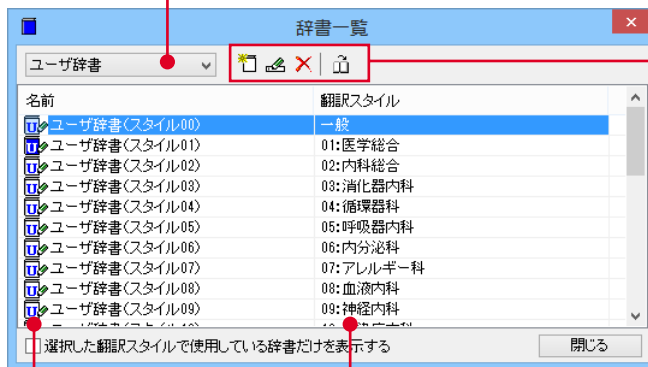 辞書一覧
ユーザ辞書
名前 翻訳スタイル
ユーザ辞書(スタイル00) 一般
ユーザ辞書(スタイル01) 01:医学総合
ユーザ辞書(スタイル02) 02:内科総合
ユーザ辞書(スタイル03) 03:消化器内科
ユーザ辞書(スタイル04) 04:循環器科
ユーザ辞書(スタイル05) 05:呼吸器内科
ユーザ辞書(スタイル06) 06:内分泌科
ユーザ辞書(スタイル07) 07:アレルギー科
ユーザ辞書(スタイル08) 08:血液内科
ユーザ辞書(スタイル09) 09:神経内科
選択した翻訳スタイルで使用している辞書だけを表示する 閉じる